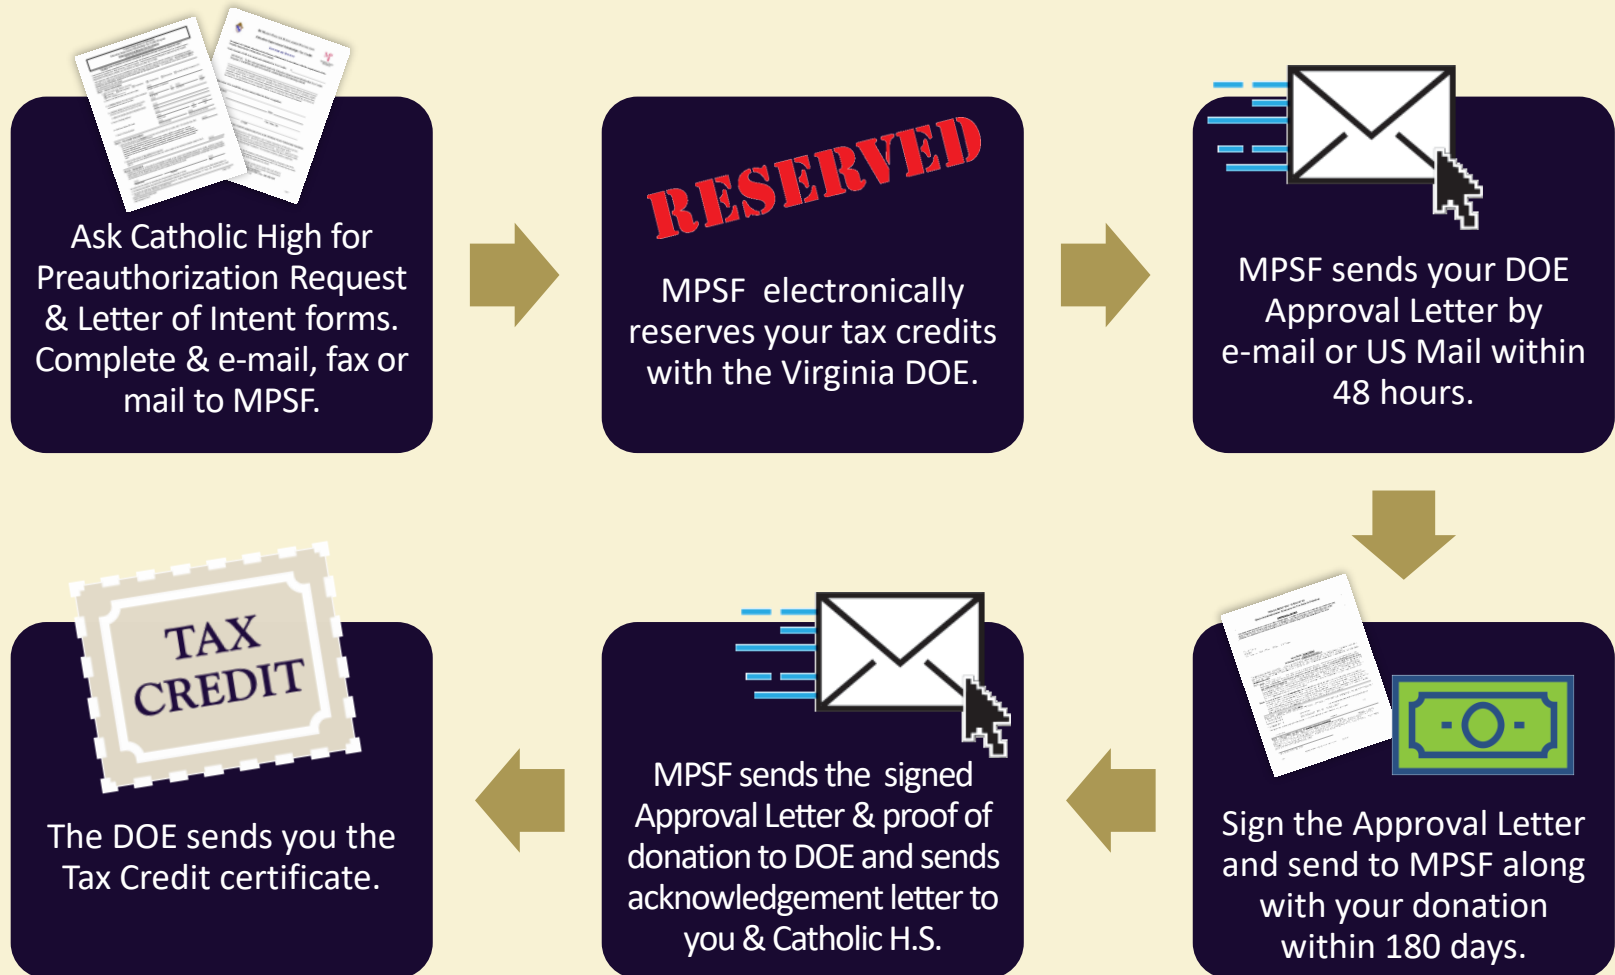 Ask Catholic High for
Preauthorization Request
& Letter of Intent forms.
Complete & e-mail, fax or
mail to MPSF.
RESERVED
MPSF electronically
reserves your tax credits
with the Virginia DOE.
MPSF sends your DOE
Approval Letter by
e-mail or US Mail within
48 hours.
Sign the Approval Letter
and send to MPSF along
with your donation
within 180 days.
MPSF sends the signed
Approval Letter & proof of
donation to DOE and sends
acknowledgement letter to
you & Catholic H.S.
TAX
CREDIT
The DOE sends you the
Tax Credit certificate.